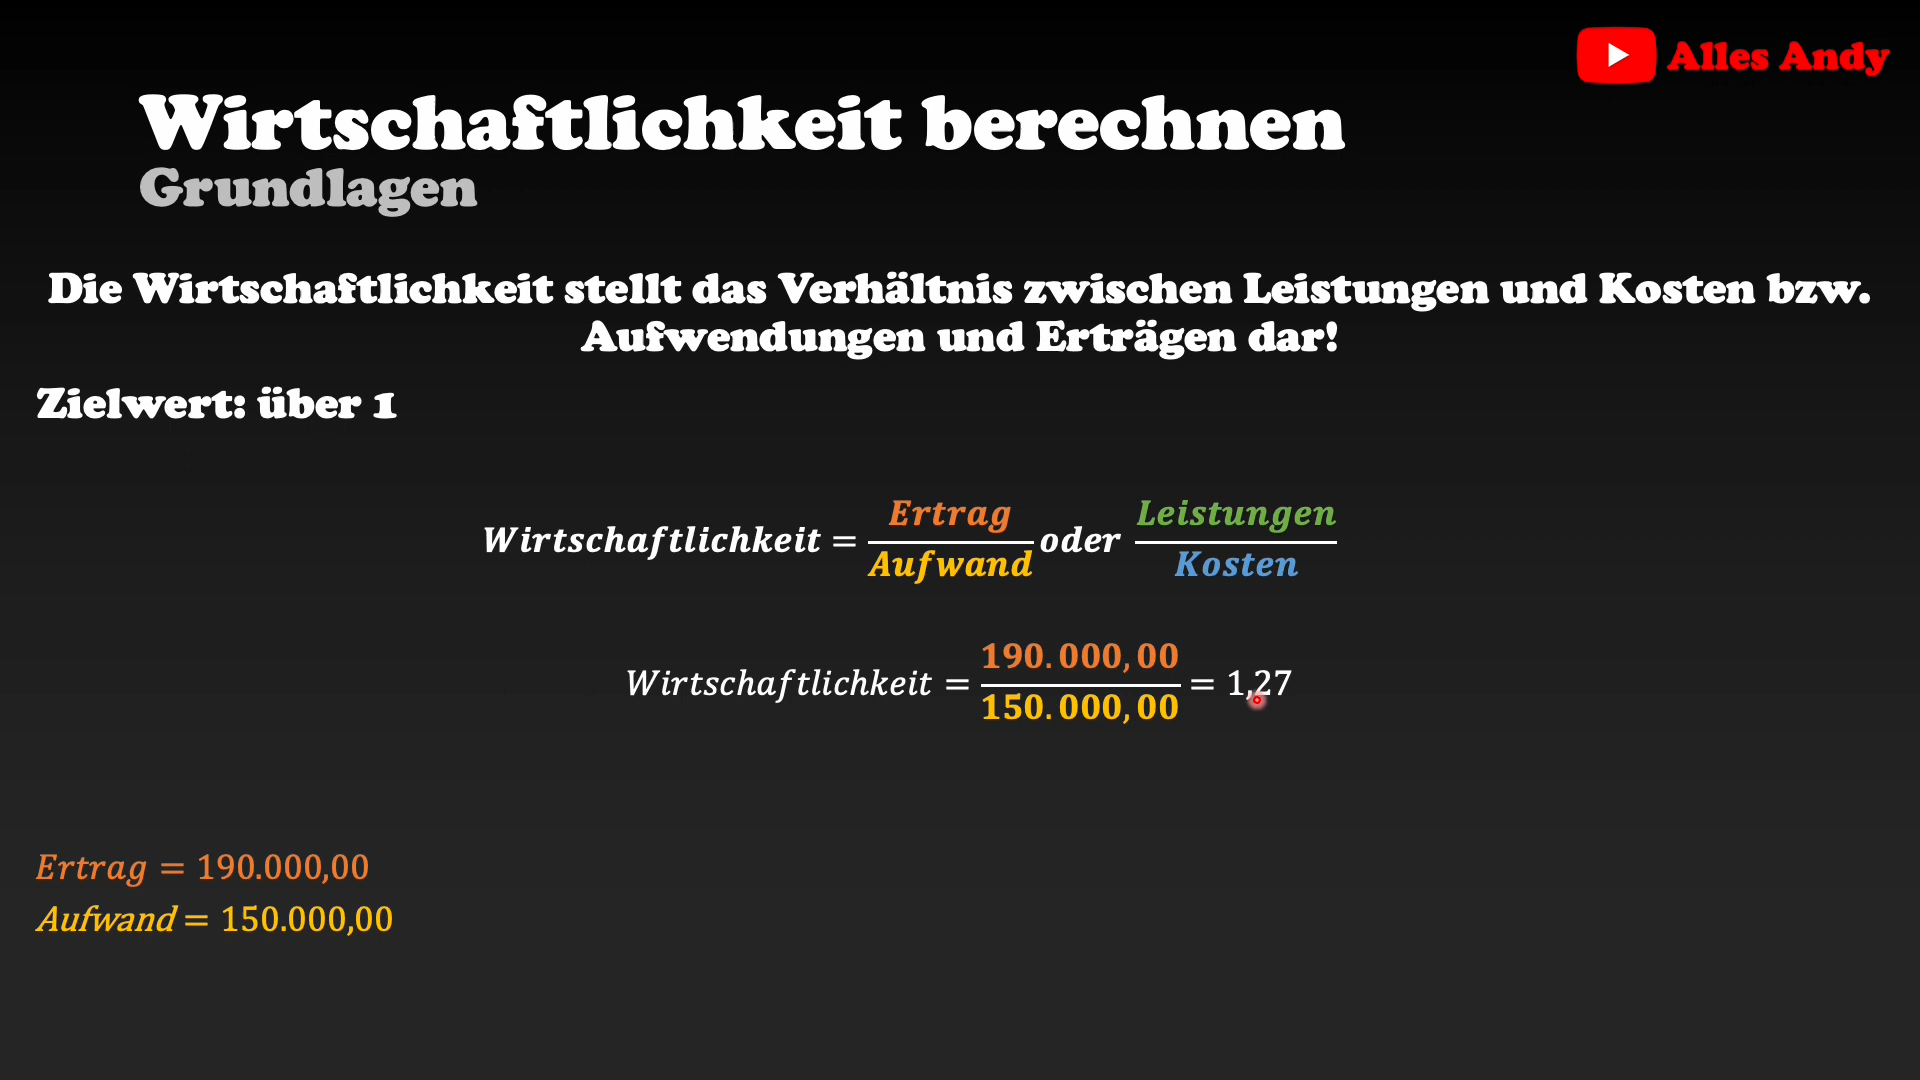 Alles Andy
Wirtschaftlichkeit berechnen
Grundlagen
Die Wirtschaftlichkeit stellt das Verhältnis zwischen Leistungen und Kosten bzw.
Aufwendungen und Erträgen dar!
Zielwert: über 1
Wirtschaftlichkeit = Ertrag / Aufwand oder Leistungen / Kosten
Wirtschaftlichkeit = 190.000,00 / 150.000,00 = 1,27
Ertrag = 190.000,00
Aufwand = 150.000,00